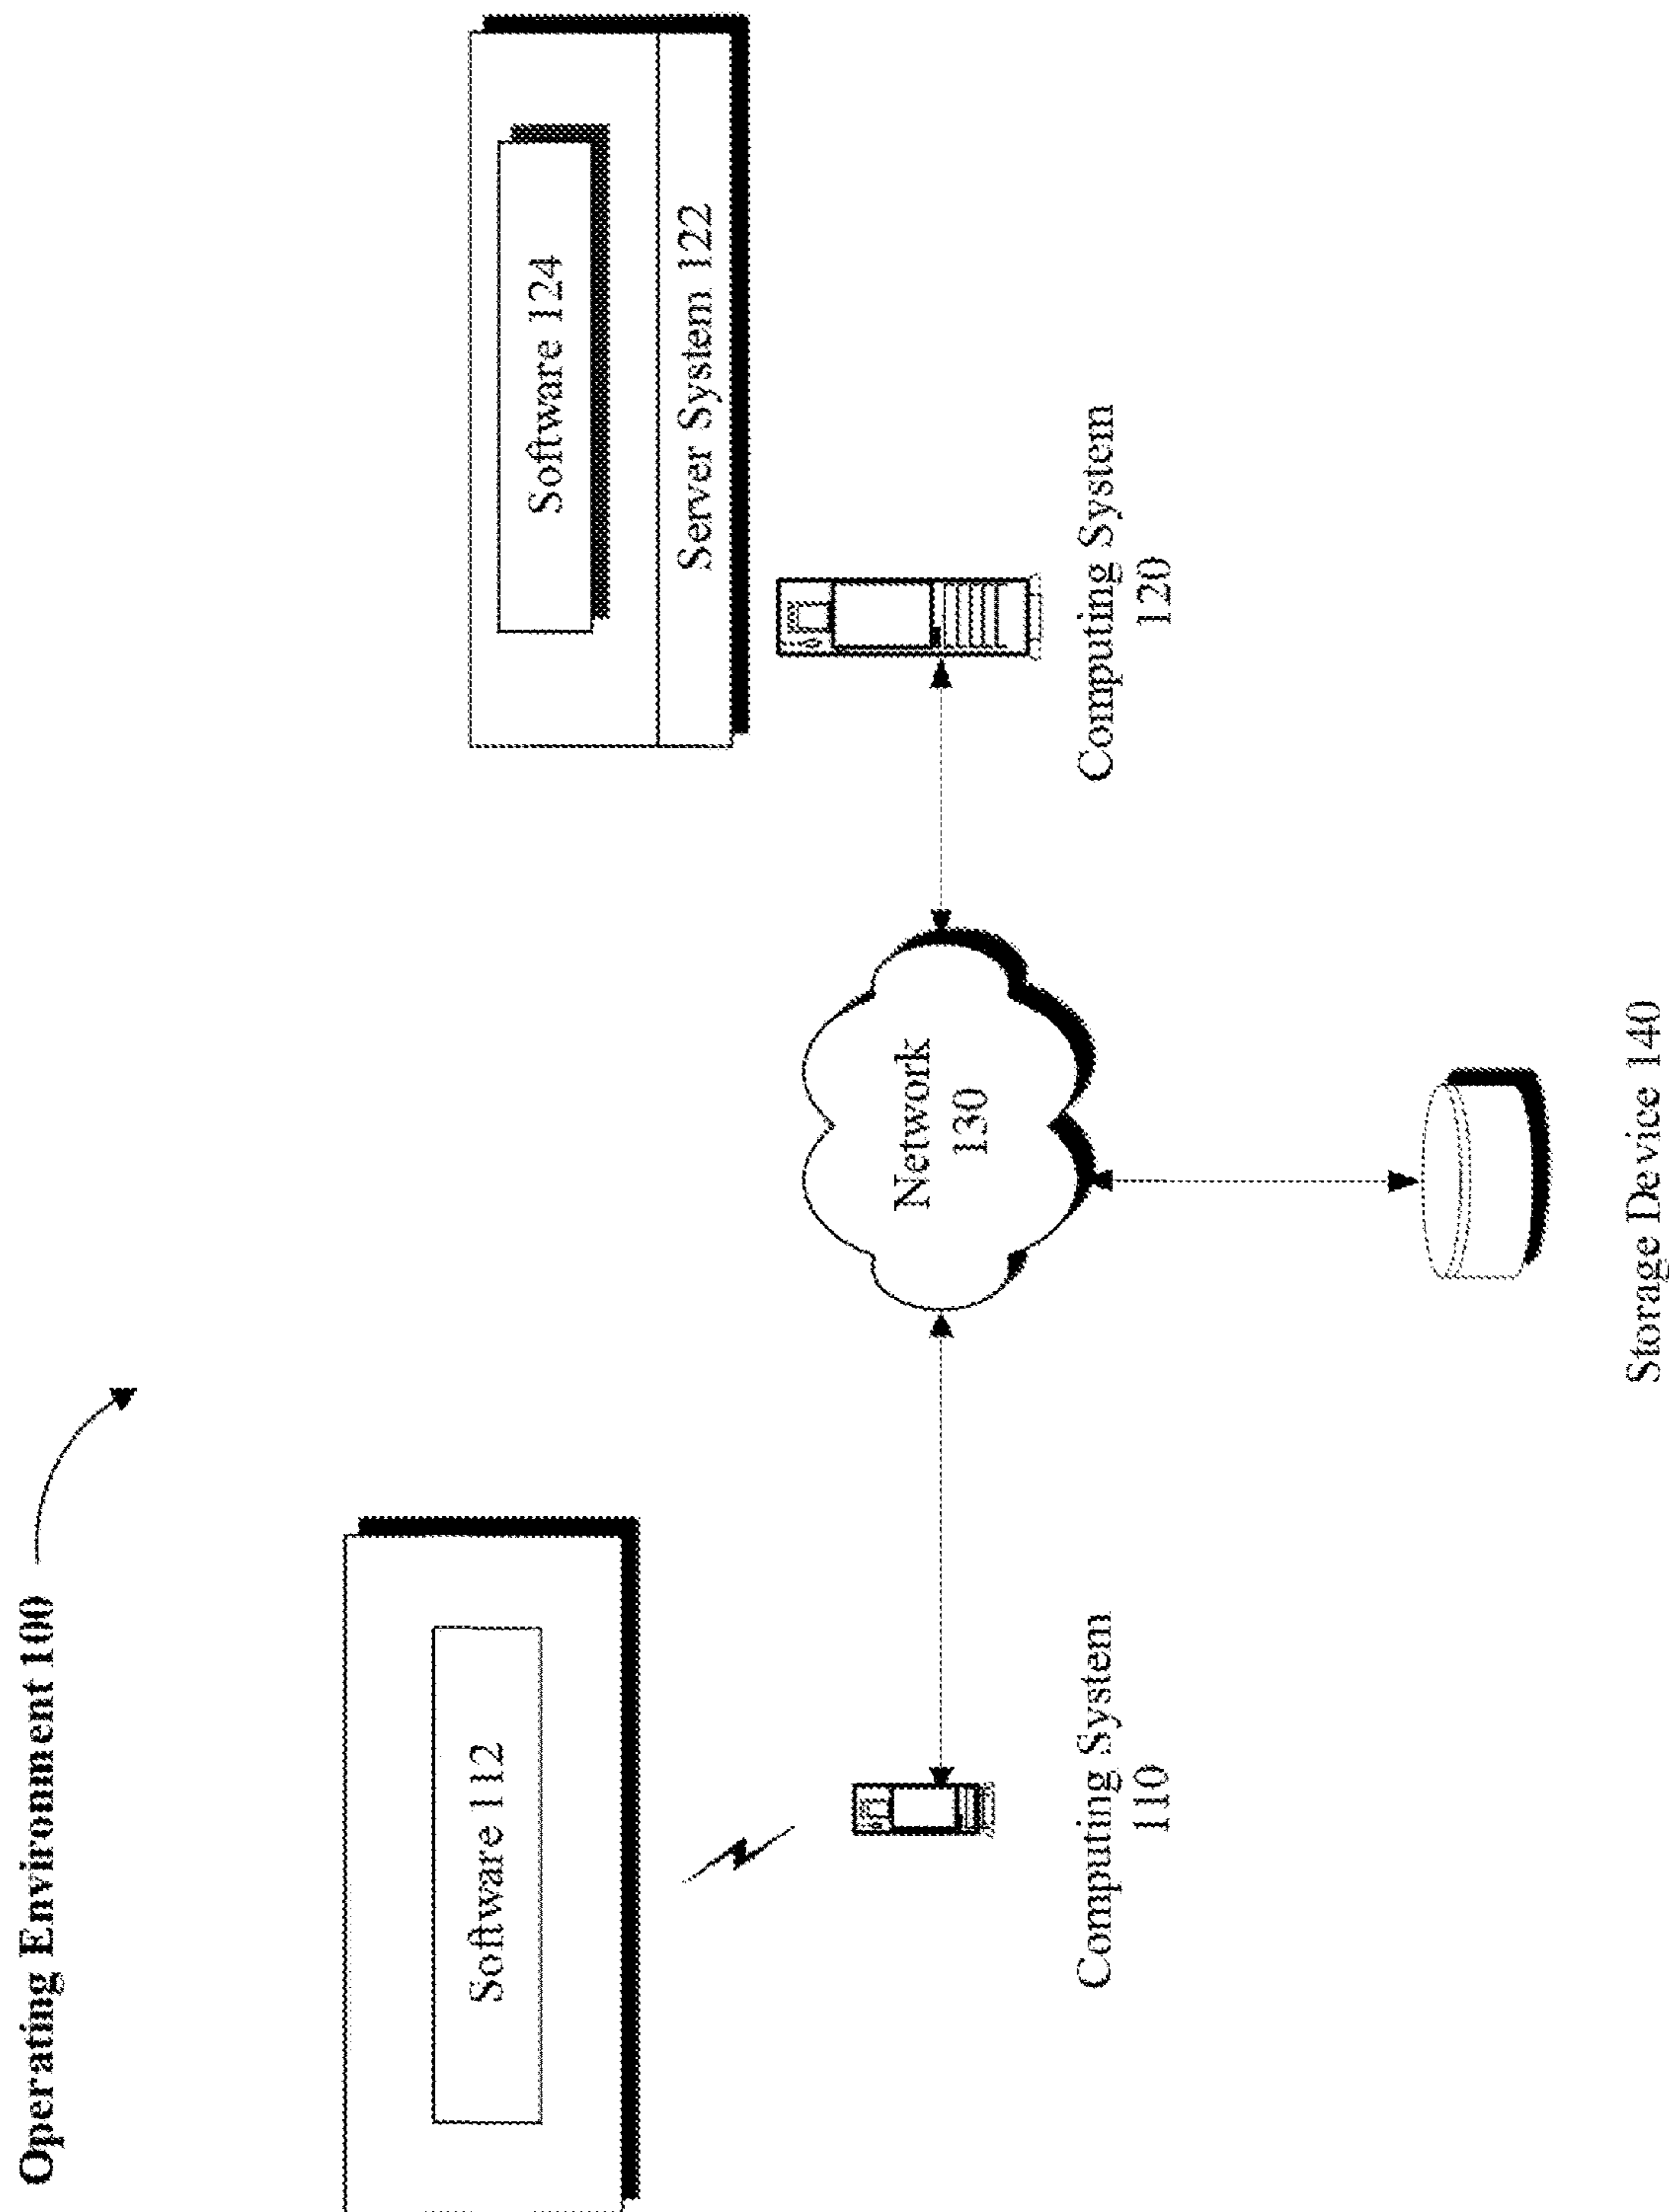 Operating Environment 100
Software 112
Software 124
Server System 122
Network
130
Computing System
110
Computing System
120
Storage Device 140